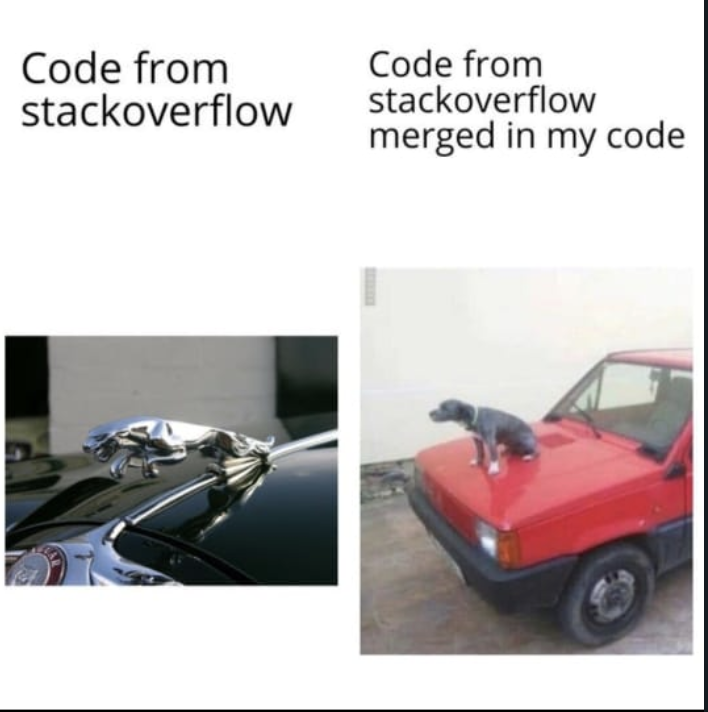 Code from
stackoverflow
Code from
stackoverflow
merged in my code